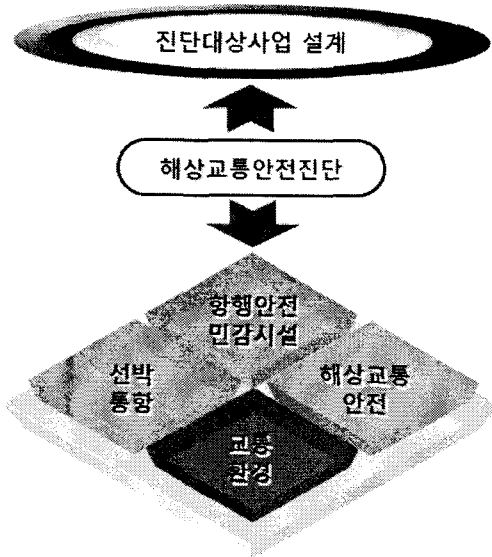 진단대상사업 설계
해상교통안전진단
항행안전
민감시설
선박
통항
해상교통
안전
교통
환경